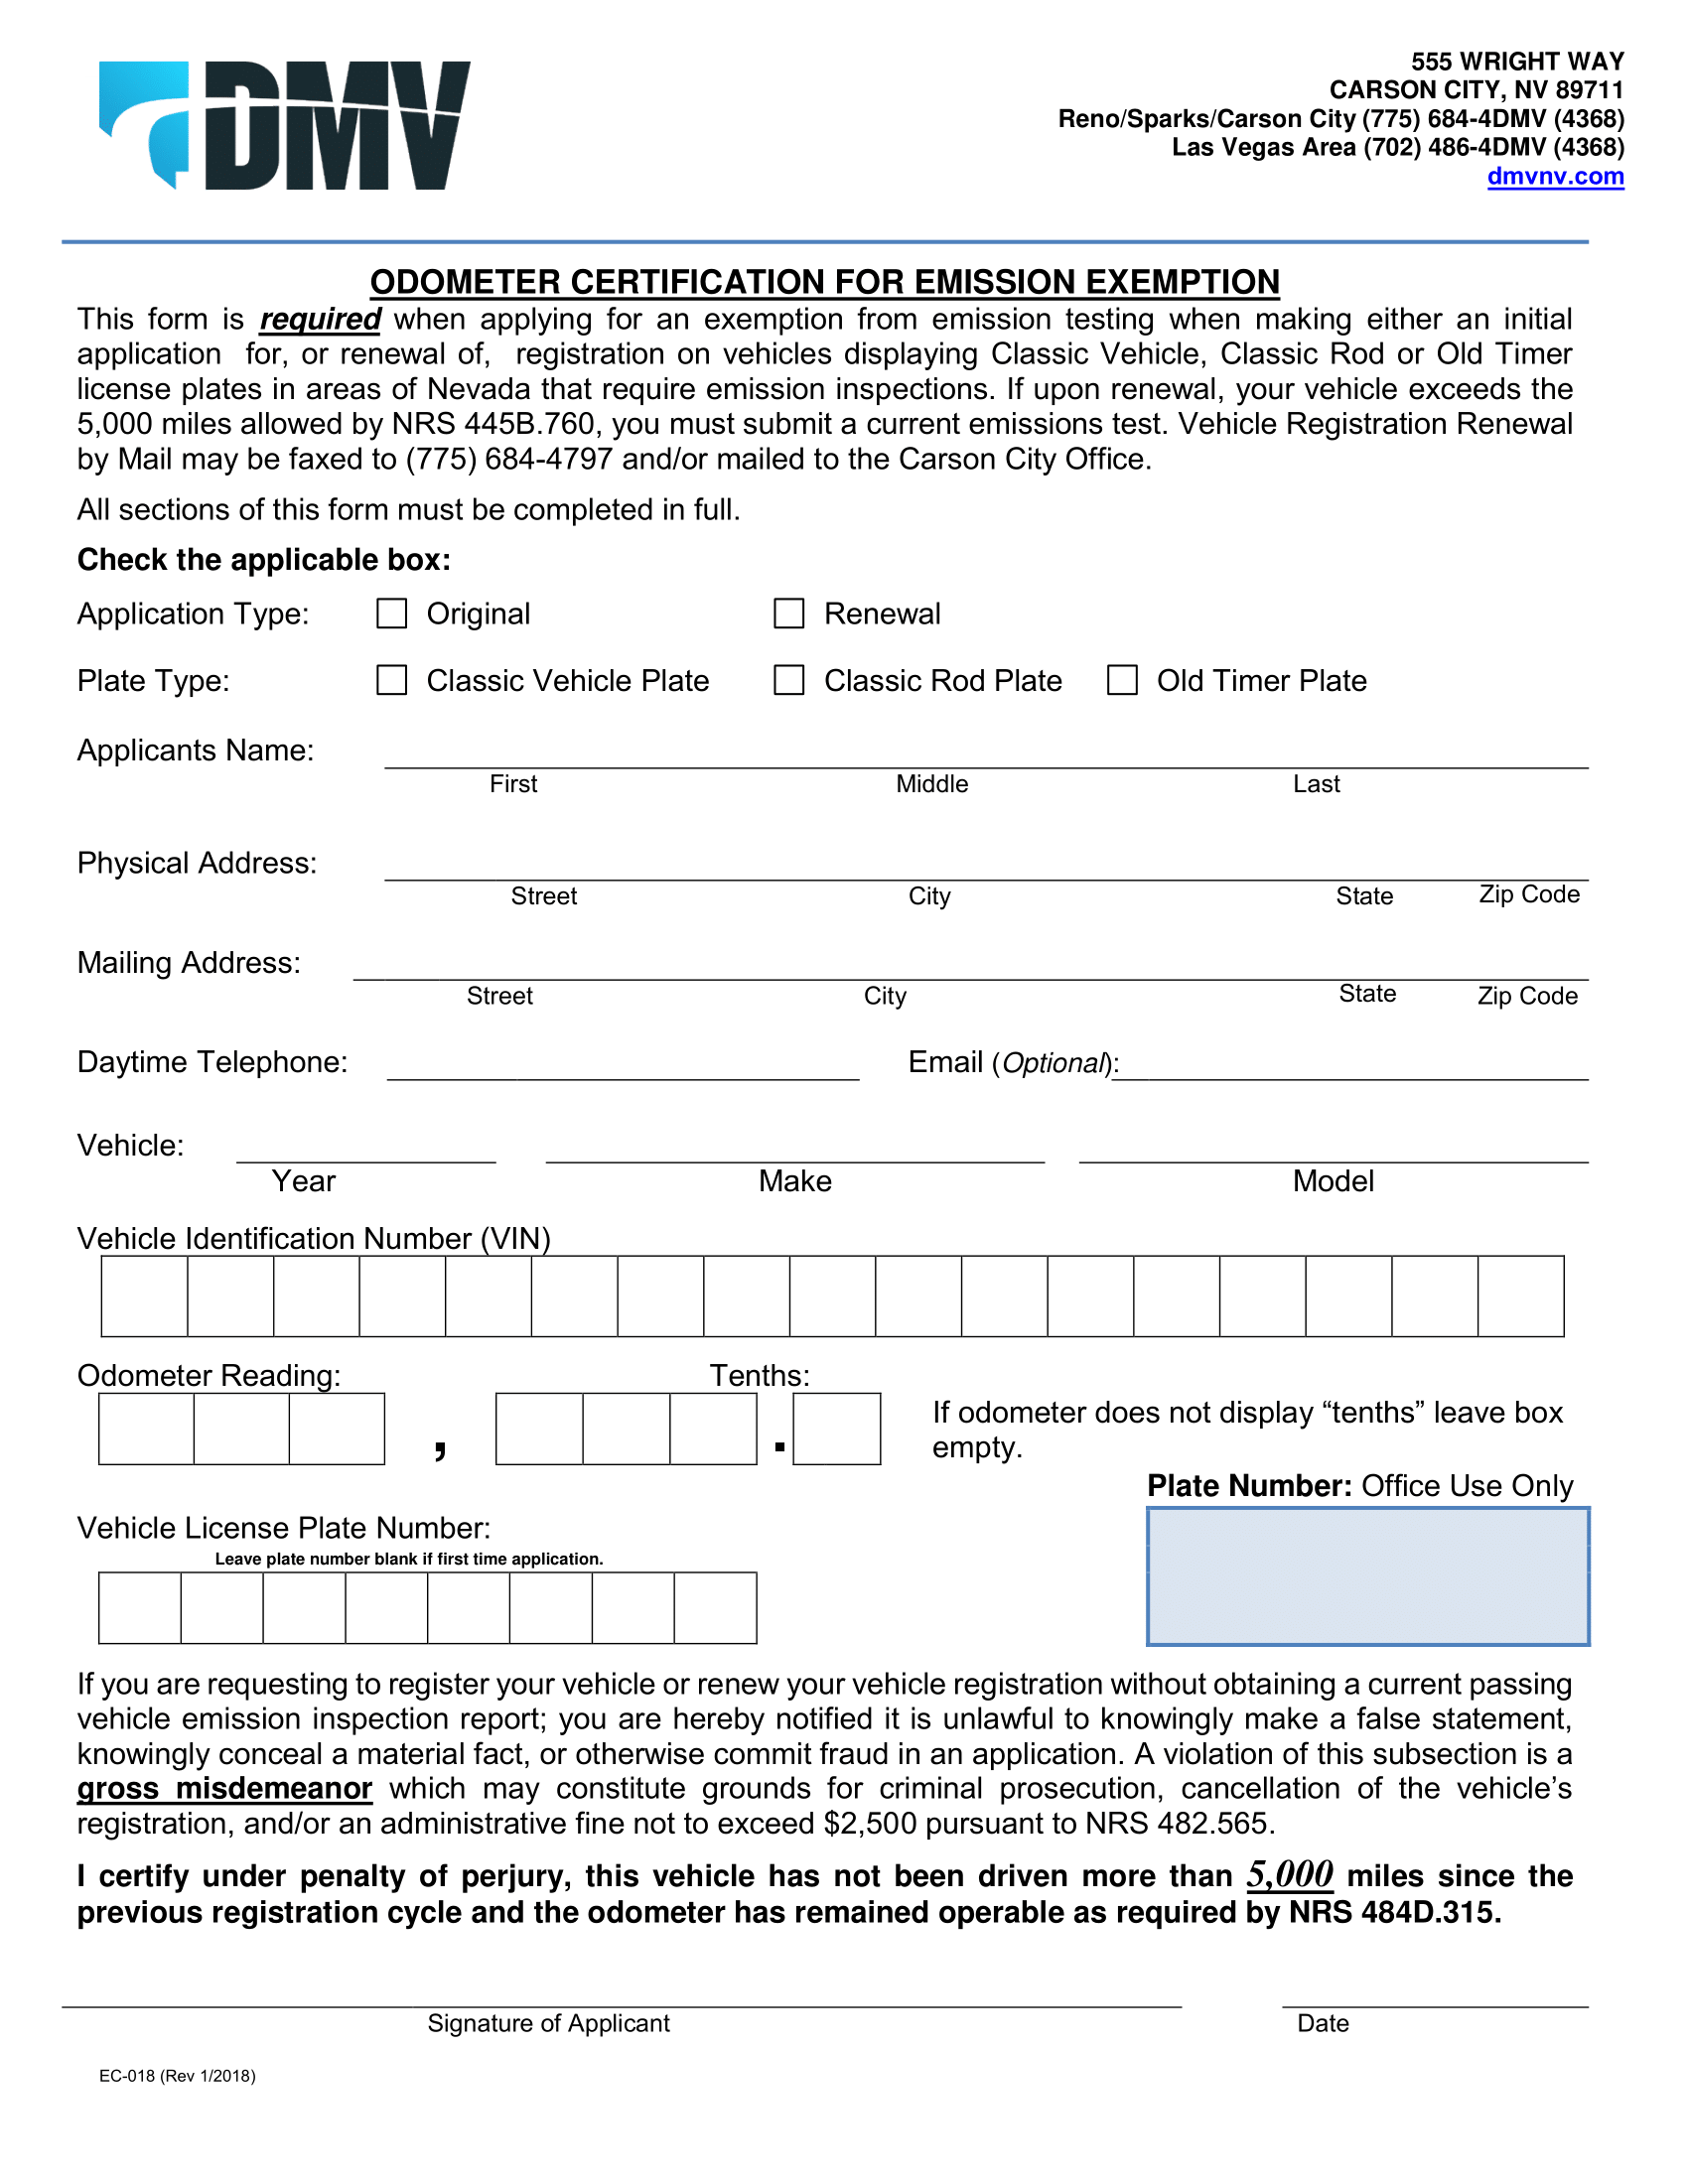 DMV
555 WRIGHT WAY
CARSON CITY, NV 89711
Reno/Sparks/Carson City (775) 684-4DMV (4368)
Las Vegas Area (702) 486-4DMV (4368)
dmvnv.com
ODOMETER CERTIFICATION FOR EMISSION EXEMPTION
This form is required when applying for an exemption from emission testing when making either an initial
application for, or renewal of, registration on vehicles displaying Classic Vehicle, Classic Rod or Old Timer
license plates in areas of Nevada that require emission inspections. If upon renewal, your vehicle exceeds the
5,000 miles allowed by NRS 445B.760, you must submit a current emissions test. Vehicle Registration Renewal
by Mail may be faxed to (775) 684-4797 and/or mailed to the Carson City Office.
All sections of this form must be completed in full.
Check the applicable box:
Application Type: Original Renewal
Plate Type: Classic Vehicle Plate Classic Rod Plate Old Timer Plate
Applicants Name:
First Middle Last
Physical Address:
Street City State Zip Code
Mailing Address:
Street City State Zip Code
Daytime Telephone: Email (Optional):
Vehicle:
Year Make Model
Vehicle Identification Number (VIN)
Odometer Reading: Tenths:
, .
If odometer does not display “tenths” leave box
empty.
Plate Number: Office Use Only
Vehicle License Plate Number:
Leave plate number blank if first time application.
If you are requesting to register your vehicle or renew your vehicle registration without obtaining a current passing
vehicle emission inspection report; you are hereby notified it is unlawful to knowingly make a false statement,
knowingly conceal a material fact, or otherwise commit fraud in an application. A violation of this subsection is a
gross misdemeanor which may constitute grounds for criminal prosecution, cancellation of the vehicle’s
registration, and/or an administrative fine not to exceed $2,500 pursuant to NRS 482.565.
I certify under penalty of perjury, this vehicle has not been driven more than 5,000 miles since the
previous registration cycle and the odometer has remained operable as required by NRS 484D.315.
Signature of Applicant Date
EC-018 (Rev 1/2018)